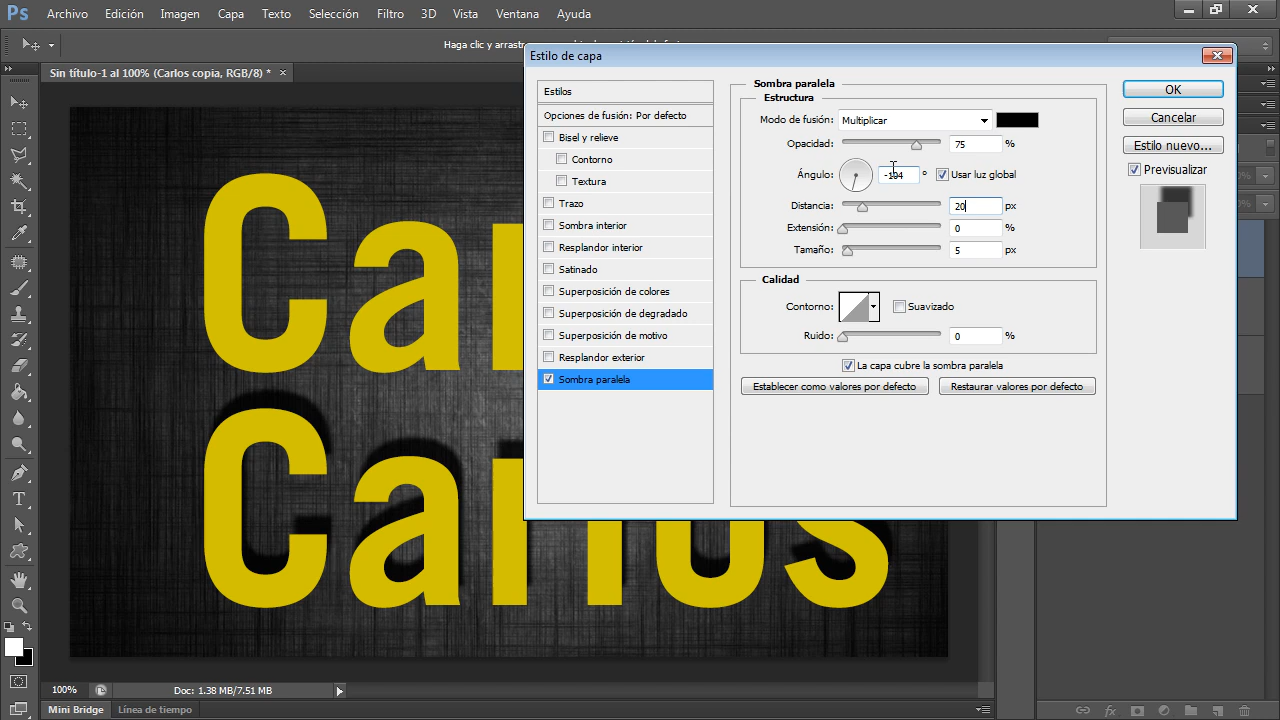 Ps Archivo Edición Imagen Capa Texto Selección Filtro 3D Vista Ventana Ayuda
Haga clic y arrastre
Sin título-1 al 100% (Carlos copia, RGB/8) * ×
Estilo de capa
Estilos
Opciones de fusión: Por defecto
Bisel y relieve
Contorno
Textura
Trazo
Sombra interior
Resplandor interior
Satinado
Superposición de colores
Superposición de degradado
Superposición de motivo
Resplandor exterior
Sombra paralela
Sombra paralela
Estructura
Modo de fusión: Multiplicar
Opacidad: 75 %
Ángulo: -104 ° Usar luz global
Distancia: 20 px
Extensión: 0 %
Tamaño: 5 px
Calidad
Contorno: Suavizado
Ruido: 0 %
La capa cubre la sombra paralela
Establecer como valores por defecto Restaurar valores por defecto
OK
Cancelar
Estilo nuevo...
Previsualizar
Car
Carlos
100% Doc: 1.38 MB/7.51 MB
Mini Bridge Línea de tiempo